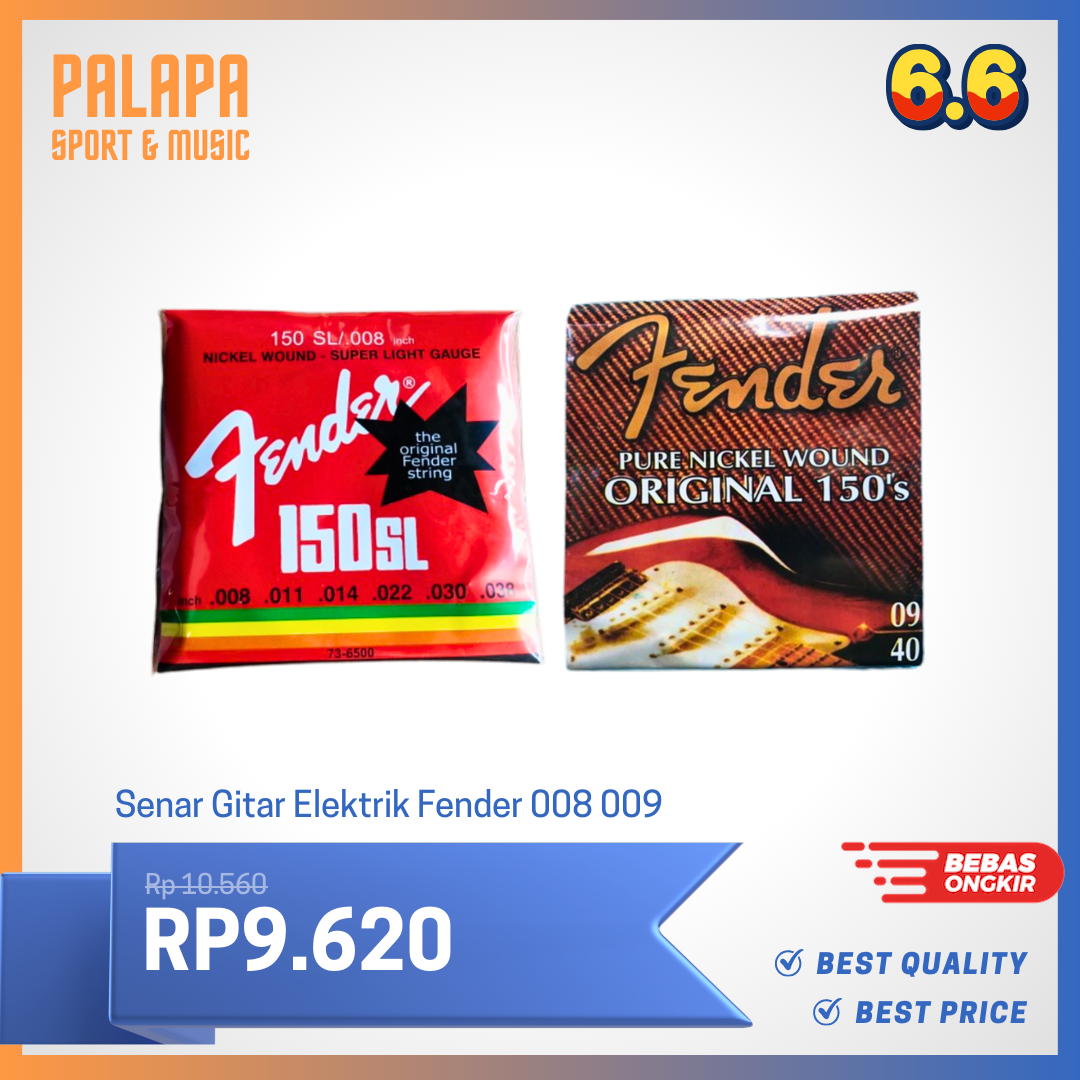 PALAPA
SPORT & MUSIC
6.6
150 SL/.008 inch
NICKEL WOUND - SUPER LIGHT GAUGE
Fender®
the
original
Fender
string
150SL
inch .008 .011 .014 .022 .030 .038
73-6500
Fender®
PURE NICKEL WOUND
ORIGINAL 150's
09
40
Senar Gitar Elektrik Fender 008 009
Rp 10.560
RP9.620
BEBAS
ONGKIR
BEST QUALITY
BEST PRICE